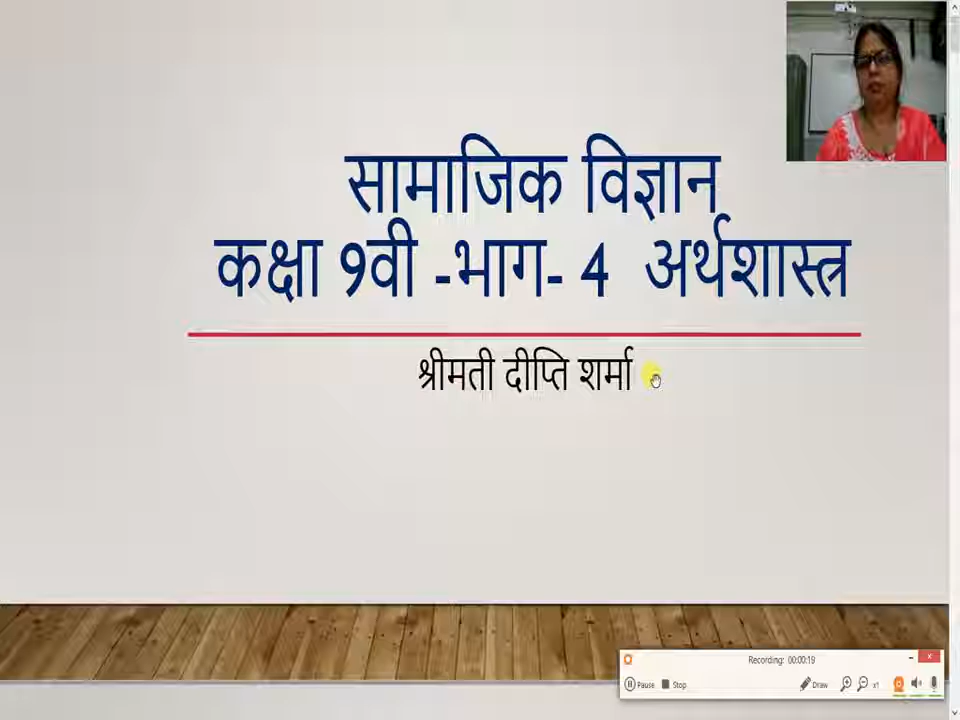 सामाजिक विज्ञान
कक्षा 9वी -भाग- 4 अर्थशास्त्र
श्रीमती दीप्ति शर्मा
Recording: 00:00:19
Pause Stop Draw x1